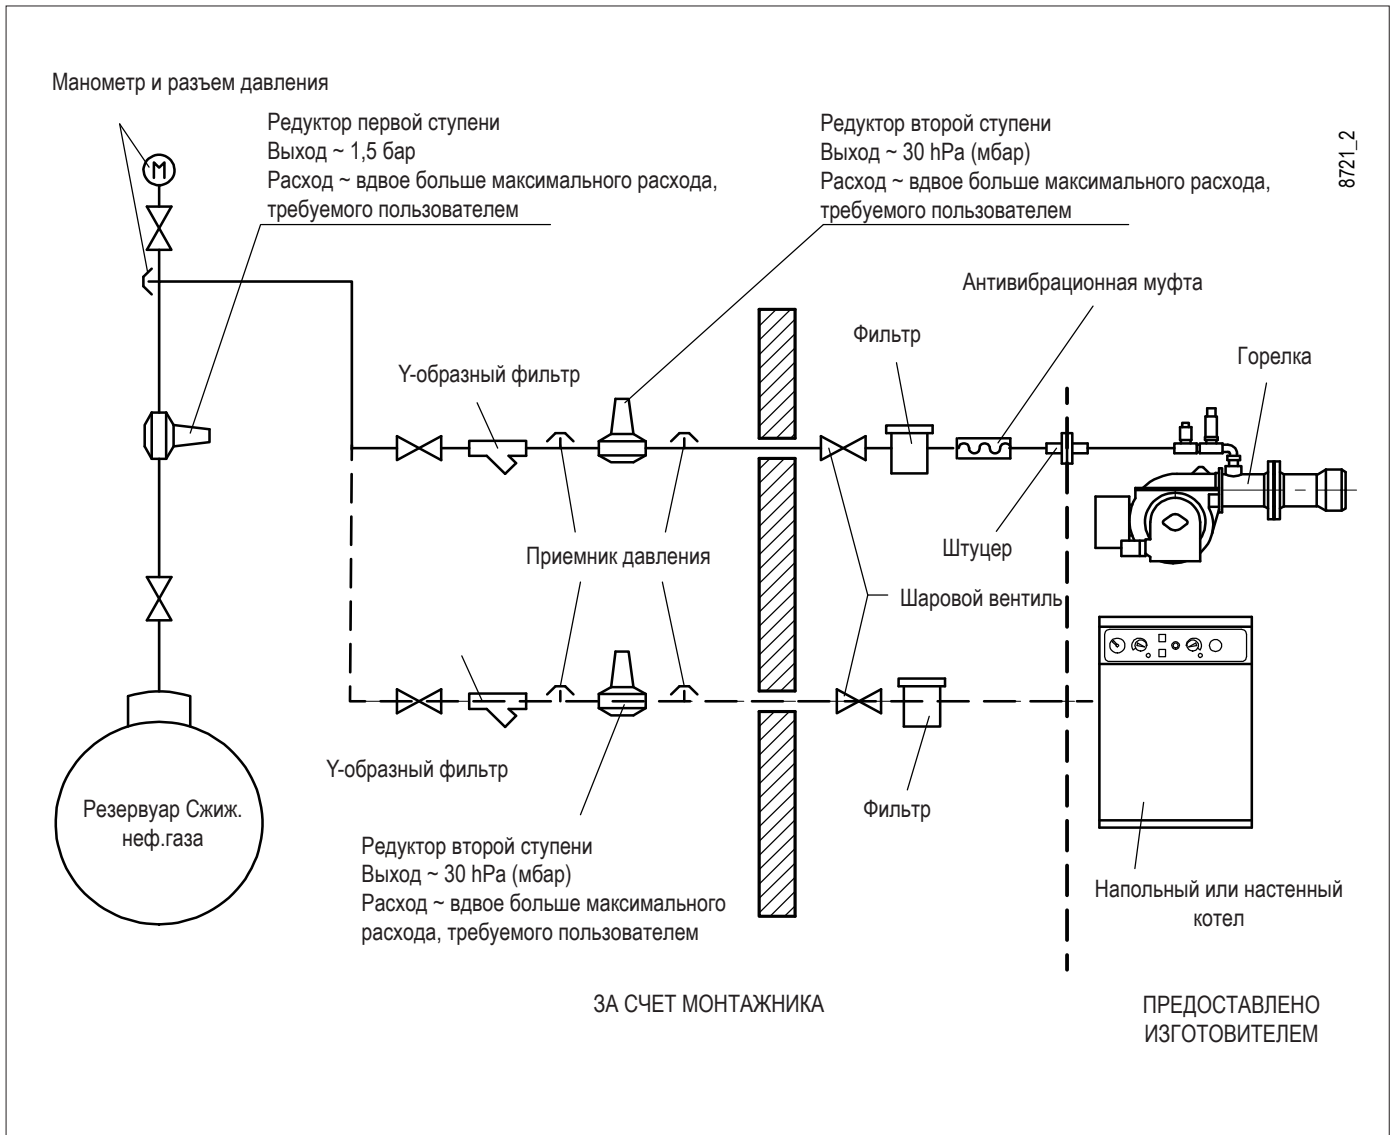 Манометр и разъем давления
Редуктор первой ступени
Выход ~ 1,5 бар
Расход ~ вдвое больше максимального расхода,
требуемого пользователем
Редуктор второй ступени
Выход ~ 30 hPa (мбар)
Расход ~ вдвое больше максимального расхода,
требуемого пользователем
8721_2
M
Антивибрационная муфта
Фильтр
Горелка
Y-образный фильтр
Приемник давления
Штуцер
Шаровой вентиль
Y-образный фильтр
Фильтр
Резервуар Сжиж.
неф.газа
Редуктор второй ступени
Выход ~ 30 hPa (мбар)
Расход ~ вдвое больше максимального
расхода, требуемого пользователем
Напольный или настенный
котел
ЗА СЧЕТ МОНТАЖНИКА
ПРЕДОСТАВЛЕНО
ИЗГОТОВИТЕЛЕМ